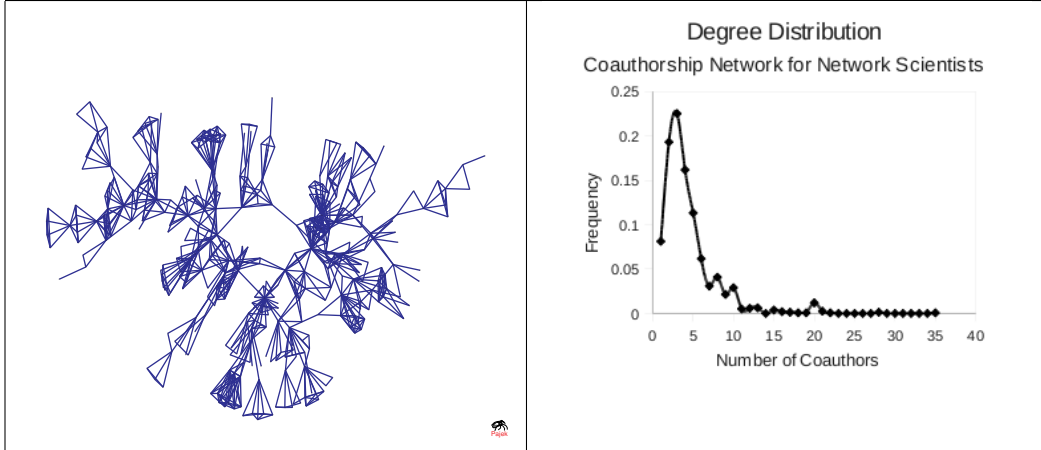 Pajek
Degree Distribution
Coauthorship Network for Network Scientists
0.25
0.2
0.15
0.1
0.05
0
Frequency
0 5 10 15 20 25 30 35 40
Number of Coauthors